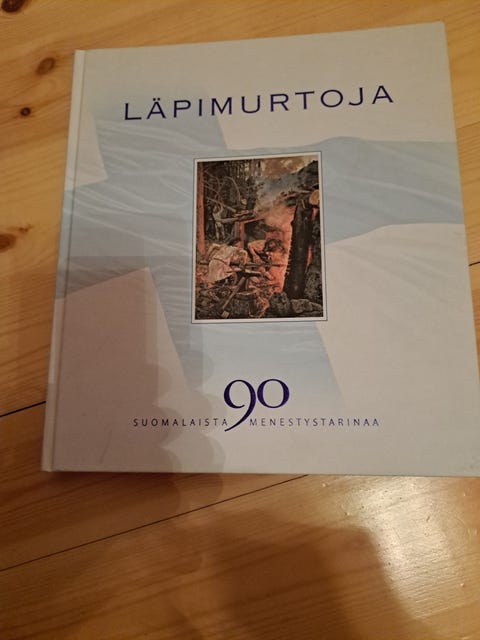 LÄPIMURTOJA
90
SUOMALAISTA MENESTYSTARINAA